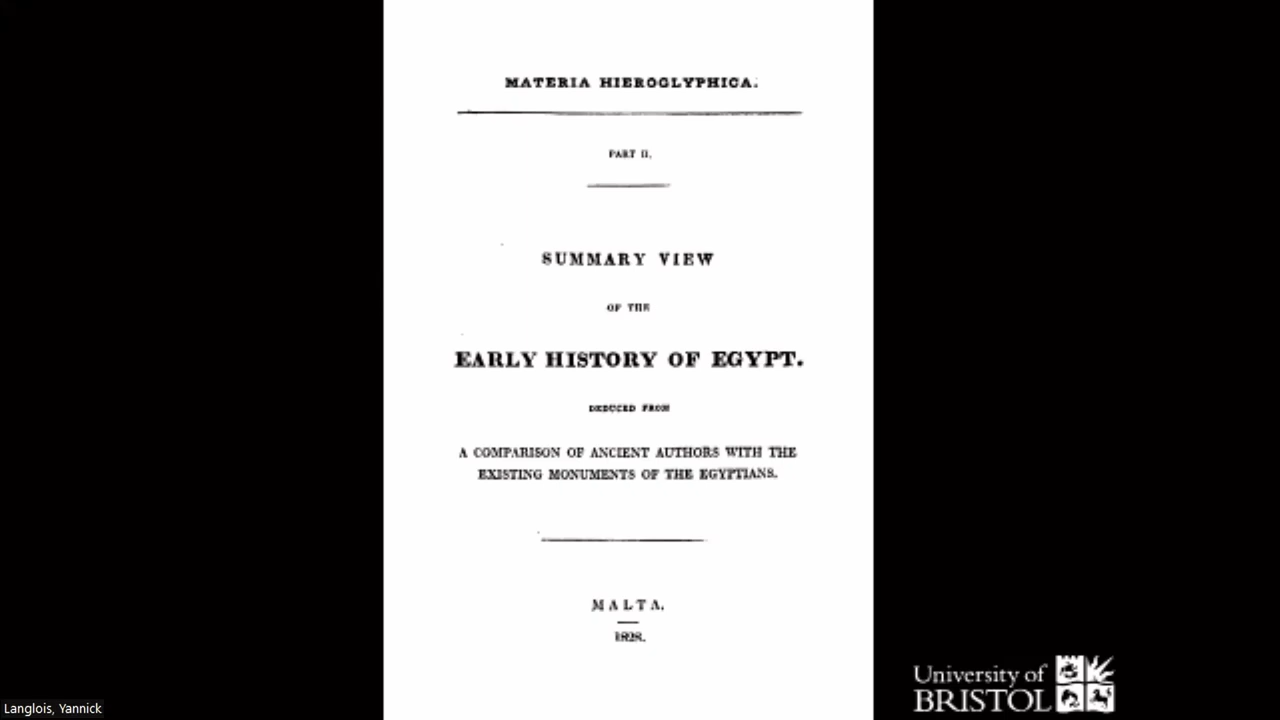 MATERIA HIEROGLYPHICA.
PART II.
SUMMARY VIEW
OF THE
EARLY HISTORY OF EGYPT.
DEDUCED FROM
A COMPARISON OF ANCIENT AUTHORS WITH THE
EXISTING MONUMENTS OF THE EGYPTIANS.
MALTA.
1828.
University of
BRISTOL
Langlois, Yannick